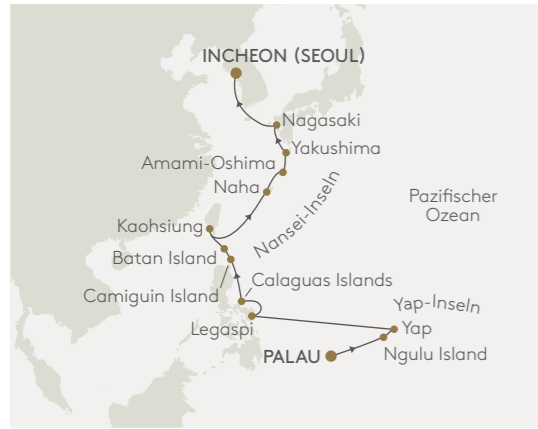 INCHEON (SEOUL)
Nagasaki
Yakushima
Amami-Oshima
Naha
Nansei-Inseln
Pazifischer
Ozean
Kaohsiung
Batan Island
Camiguin Island
Calaguas Islands
Legaspi
Yap-Inseln
Yap
Ngulu Island
PALAU